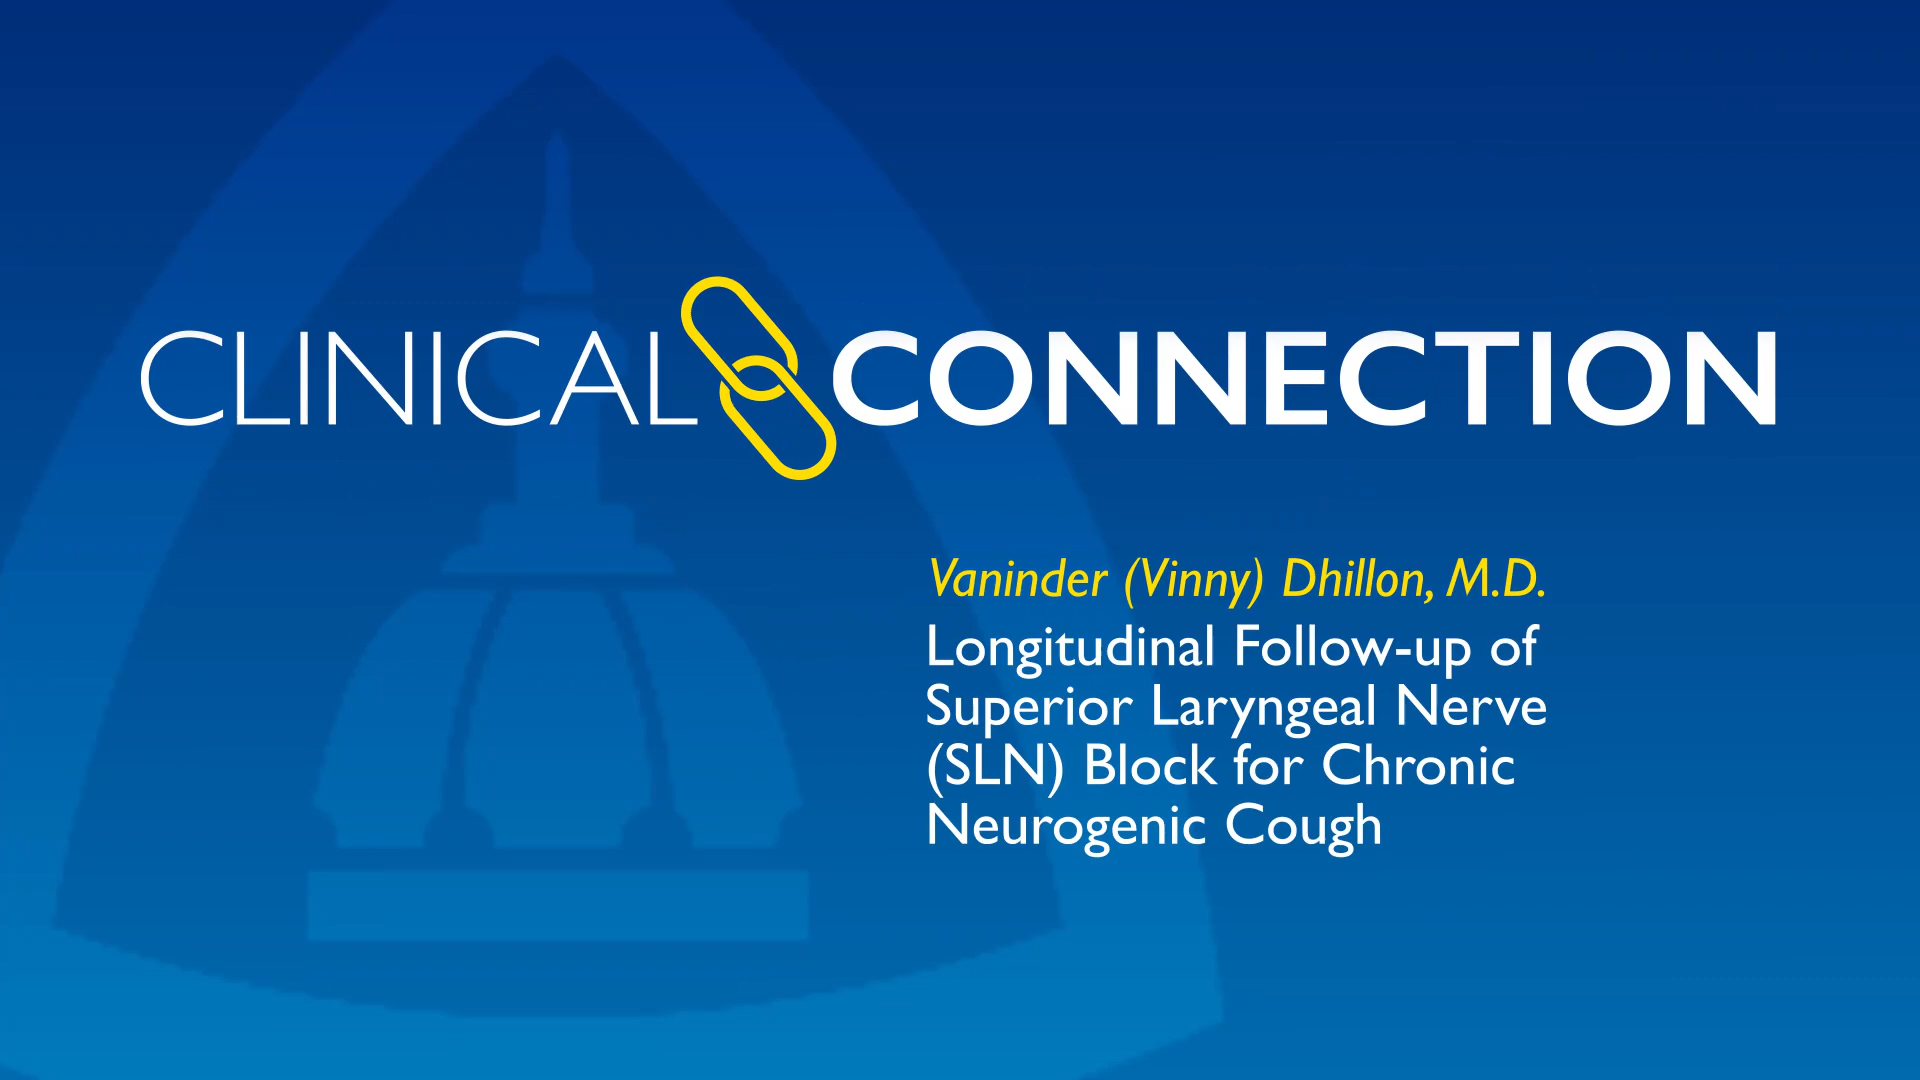 CLINICAL CONNECTION
Vaninder (Vinny) Dhillon, M.D.
Longitudinal Follow-up of
Superior Laryngeal Nerve
(SLN) Block for Chronic
Neurogenic Cough